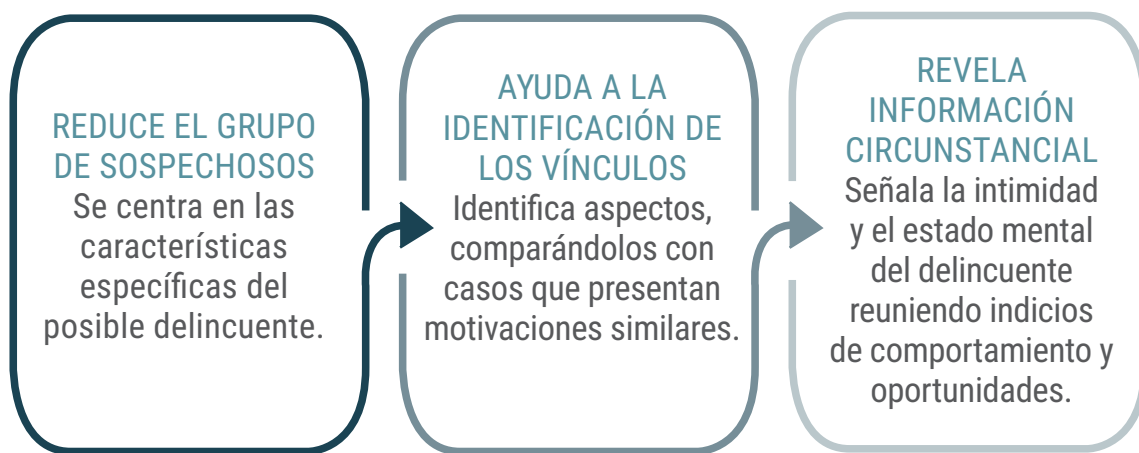 REDUCE EL GRUPO
DE SOSPECHOSOS
Se centra en las
características
específicas del
posible delincuente.
AYUDA A LA
IDENTIFICACIÓN DE
LOS VÍNCULOS
Identifica aspectos,
comparándolos con
casos que presentan
motivaciones similares.
REVELA
INFORMACIÓN
CIRCUNSTANCIAL
Señala la intimidad
y el estado mental
del delincuente
reuniendo indicios
de comportamiento y
oportunidades.